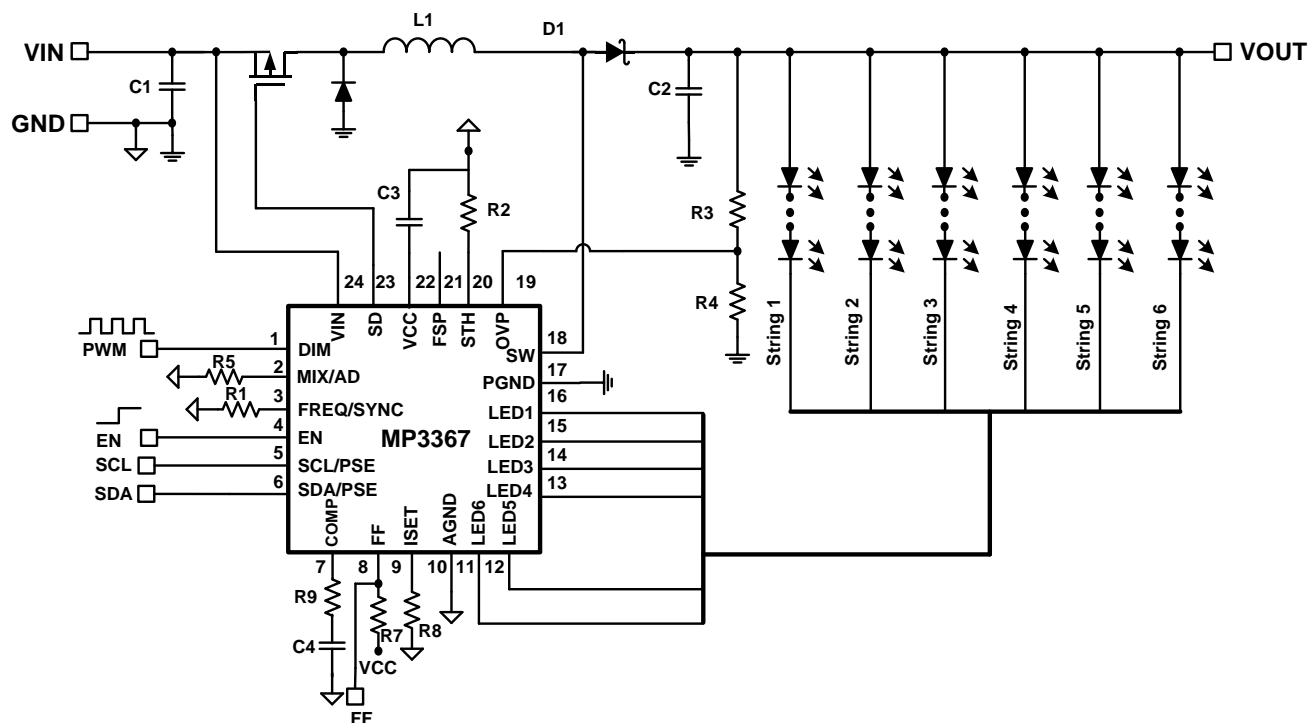 L1
D1
VIN
VOUT
C1
C2
GND
C3
R2
R3
R4
24
23
22
21
20
19
VIN
SD
VCC
FSP
STH
OVP
String 1
String 2
String 3
String 4
String 5
String 6
PWM
1
DIM
18
SW
R5
2
MIX/AD
17
PGND
R1
3
FREQ/SYNC
16
LED1
EN
4
EN
MP3367
15
LED2
SCL
5
SCL/PSE
14
LED3
SDA
6
SDA/PSE
13
LED4
COMP
FF
ISET
AGND
LED6
LED5
7
8
9
10
11
12
R9
R7
R8
C4
VCC